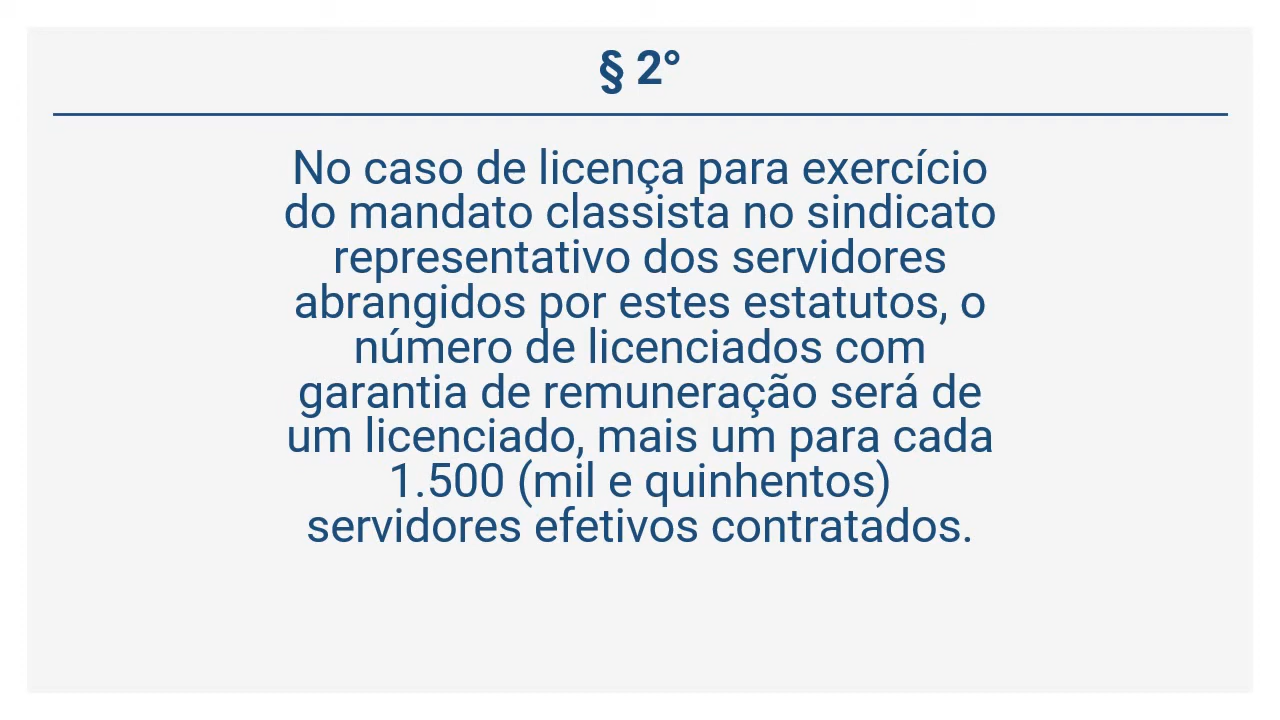 § 2°
No caso de licença para exercício
do mandato classista no sindicato
representativo dos servidores
abrangidos por estes estatutos, o
número de licenciados com
garantia de remuneração será de
um licenciado, mais um para cada
1.500 (mil e quinhentos)
servidores efetivos contratados.